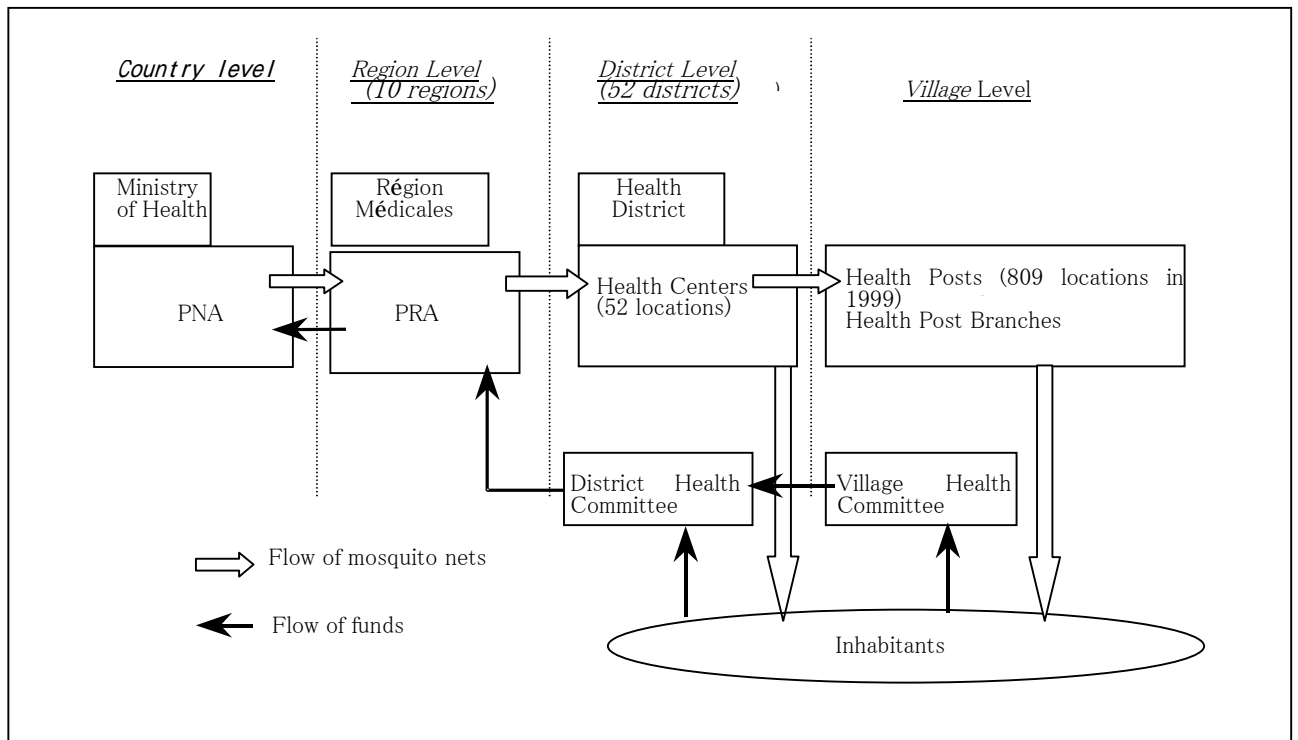 Country level
Region Level
(10 regions)
District Level
(52 districts)
Village Level
Ministry
of Health
Région
Médicales
Health
District
PNA
PRA
Health Centers
(52 locations)
Health Posts (809 locations in
1999)
Health Post Branches
District Health
Committee
Village Health
Committee
Flow of mosquito nets
Flow of funds
Inhabitants